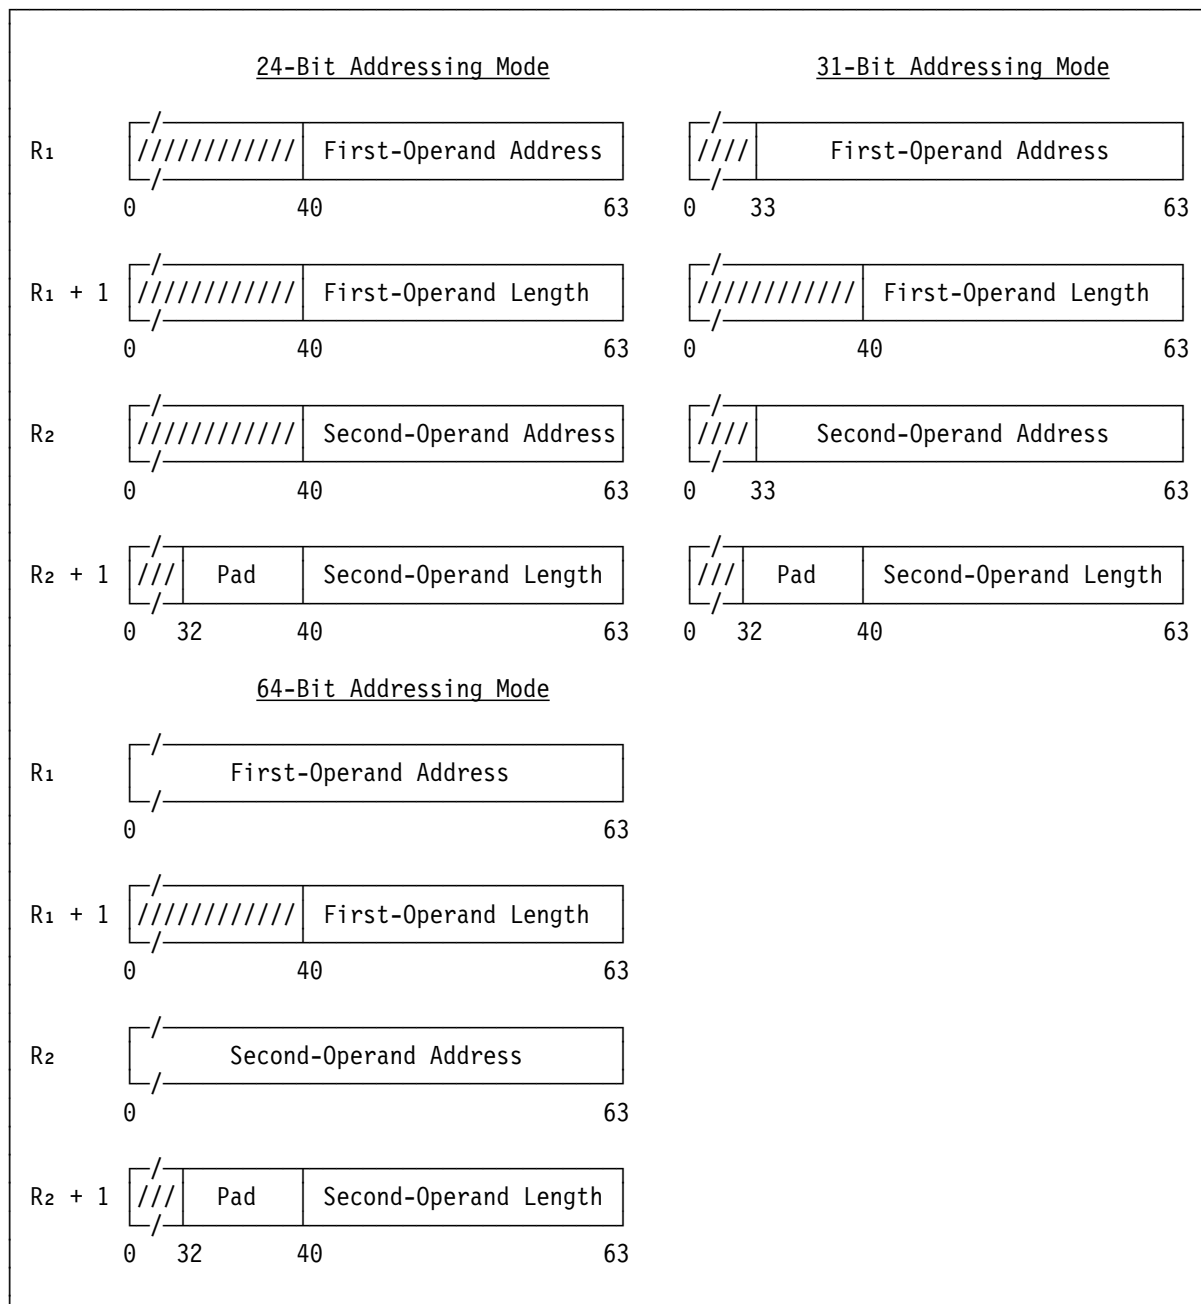 24-Bit Addressing Mode 31-Bit Addressing Mode
R₁ //////////// First-Operand Address //// First-Operand Address
0 40 63 0 33 63
R₁ + 1 //////////// First-Operand Length //////////// First-Operand Length
0 40 63 0 40 63
R₂ //////////// Second-Operand Address //// Second-Operand Address
0 40 63 0 33 63
R₂ + 1 /// Pad Second-Operand Length /// Pad Second-Operand Length
0 32 40 63 0 32 40 63
64-Bit Addressing Mode
R₁ First-Operand Address
0 63
R₁ + 1 //////////// First-Operand Length
0 40 63
R₂ Second-Operand Address
0 63
R₂ + 1 /// Pad Second-Operand Length
0 32 40 63